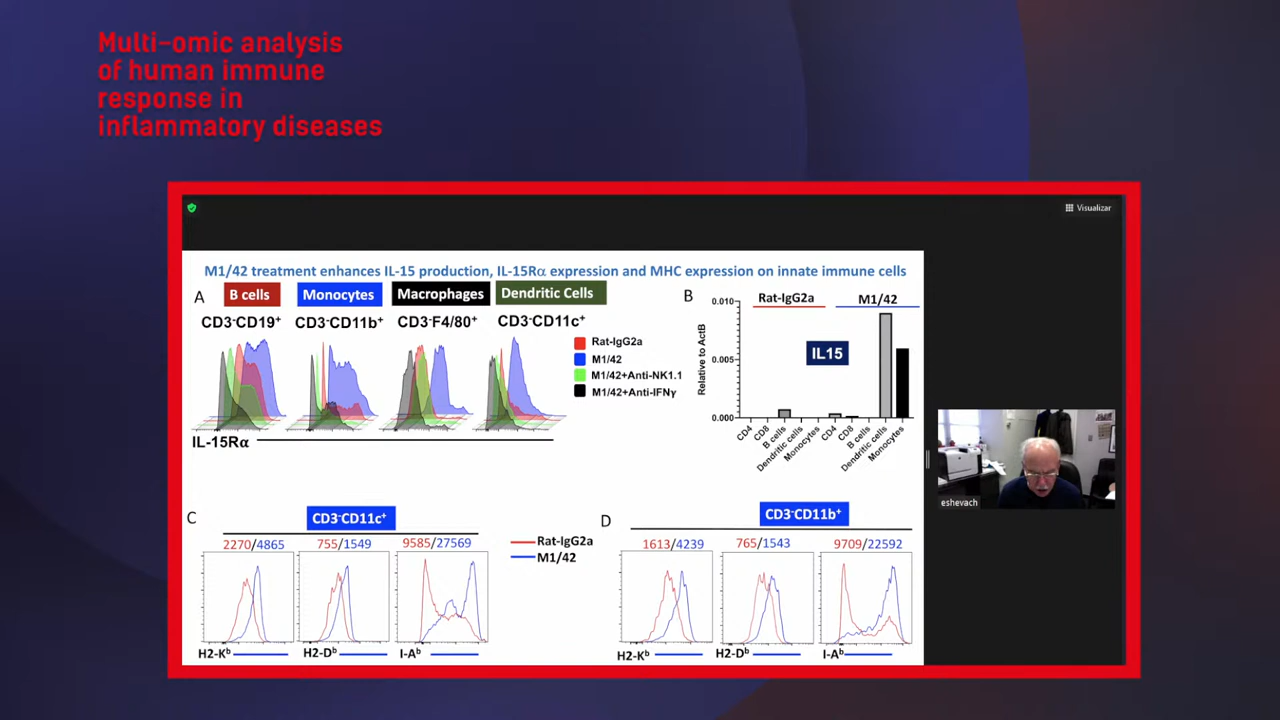 Multi-omic analysis
of human immune
response in
inflammatory diseases
Visualizar
M1/42 treatment enhances IL-15 production, IL-15Rα expression and MHC expression on innate immune cells
A
B cells
Monocytes
Macrophages
Dendritic Cells
CD3⁻CD19⁺
CD3⁻CD11b⁺
CD3⁻F4/80⁺
CD3⁻CD11c⁺
Rat-IgG2a
M1/42
M1/42+Anti-NK1.1
M1/42+Anti-IFNγ
IL-15Rα
B
Rat-IgG2a
M1/42
IL15
Relative to ActB
0.010
0.005
0.000
CD4
CD8
B cells
Dendritic cells
Monocytes
CD4
CD8
B cells
Dendritic cells
Monocytes
eshevach
C
CD3⁻CD11c⁺
2270/4865
755/1549
9585/27569
Rat-IgG2a
M1/42
H2-Kᵇ
H2-Dᵇ
I-Aᵇ
D
CD3⁻CD11b⁺
1613/4239
765/1543
9709/22592
H2-Kᵇ
H2-Dᵇ
I-Aᵇ